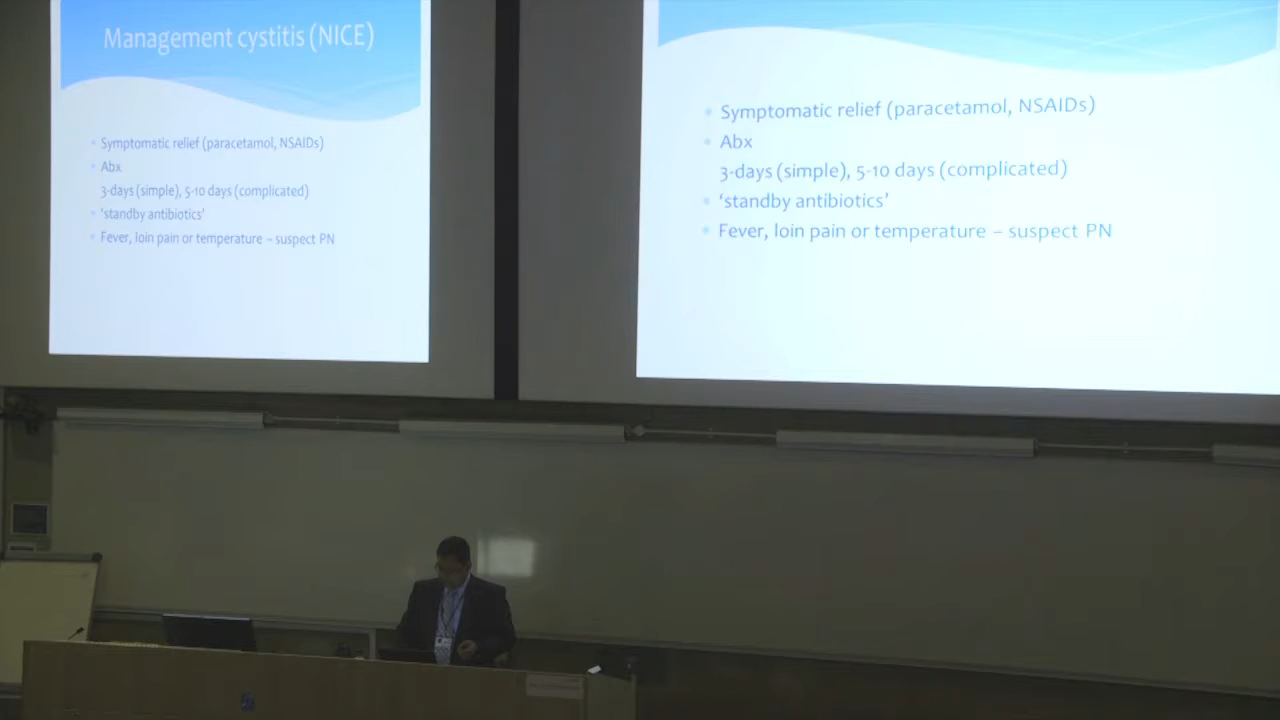 Management cystitis (NICE)
Symptomatic relief (paracetamol, NSAIDs)
Abx
3-days (simple), 5-10 days (complicated)
‘standby antibiotics’
Fever, loin pain or temperature – suspect PN
Symptomatic relief (paracetamol, NSAIDs)
Abx
3-days (simple), 5-10 days (complicated)
‘standby antibiotics’
Fever, loin pain or temperature – suspect PN